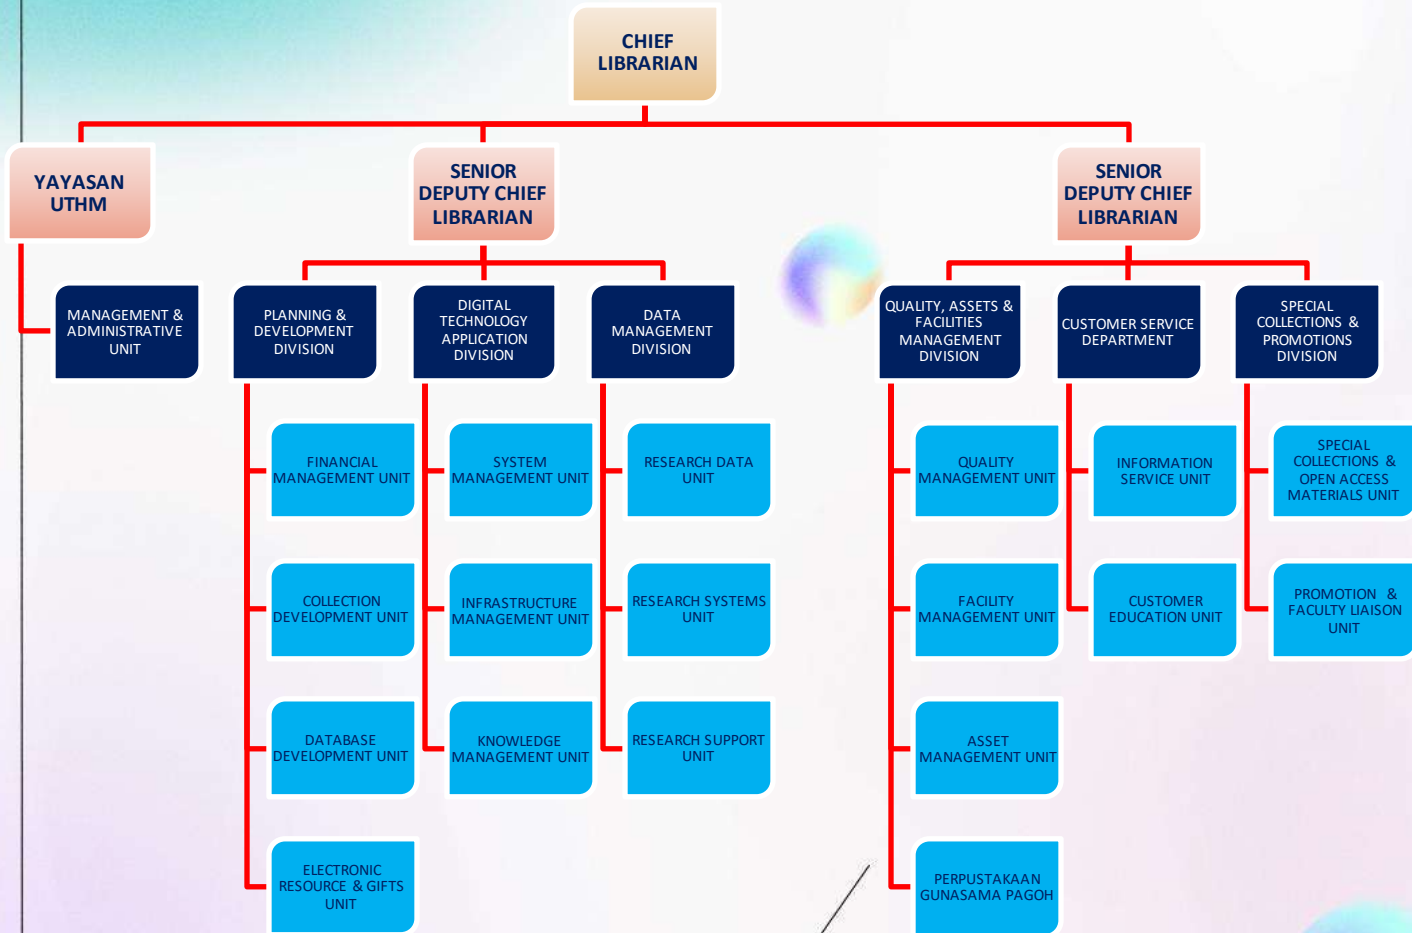 CHIEF
LIBRARIAN
YAYASAN
UTHM
SENIOR
DEPUTY CHIEF
LIBRARIAN
SENIOR
DEPUTY CHIEF
LIBRARIAN
MANAGEMENT &
ADMINISTRATIVE
UNIT
PLANNING &
DEVELOPMENT
DIVISION
DIGITAL
TECHNOLOGY
APPLICATION
DIVISION
DATA
MANAGEMENT
DIVISION
QUALITY, ASSETS &
FACILITIES
MANAGEMENT
DIVISION
CUSTOMER SERVICE
DEPARTMENT
SPECIAL
COLLECTIONS &
PROMOTIONS
DIVISION
FINANCIAL
MANAGEMENT UNIT
SYSTEM
MANAGEMENT UNIT
RESEARCH DATA
UNIT
QUALITY
MANAGEMENT UNIT
INFORMATION
SERVICE UNIT
SPECIAL
COLLECTIONS &
OPEN ACCESS
MATERIALS UNIT
COLLECTION
DEVELOPMENT UNIT
INFRASTRUCTURE
MANAGEMENT UNIT
RESEARCH SYSTEMS
UNIT
FACILITY
MANAGEMENT UNIT
CUSTOMER
EDUCATION UNIT
PROMOTION &
FACULTY LIAISON
UNIT
DATABASE
DEVELOPMENT UNIT
KNOWLEDGE
MANAGEMENT UNIT
RESEARCH SUPPORT
UNIT
ASSET
MANAGEMENT UNIT
ELECTRONIC
RESOURCE & GIFTS
UNIT
PERPUSTAKAAN
GUNASAMA PAGOH